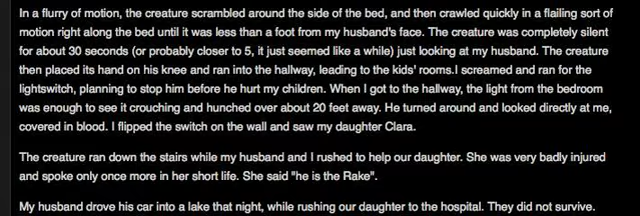 In a flurry of motion, the creature scrambled around the side of the bed, and then crawled quickly in a flailing sort of
motion right along the bed until it was less than a foot from my husband's face. The creature was completely silent
for about 30 seconds (or probably closer to 5, it just seemed like a while) just looking at my husband. The creature
then placed its hand on his knee and ran into the hallway, leading to the kids' rooms.I screamed and ran for the
lightswitch, planning to stop him before he hurt my children. When I got to the hallway, the light from the bedroom
was enough to see it crouching and hunched over about 20 feet away. He turned around and looked directly at me,
covered in blood. I flipped the switch on the wall and saw my daughter Clara.
The creature ran down the stairs while my husband and I rushed to help our daughter. She was very badly injured
and spoke only once more in her short life. She said "he is the Rake".
My husband drove his car into a lake that night, while rushing our daughter to the hospital. They did not survive.